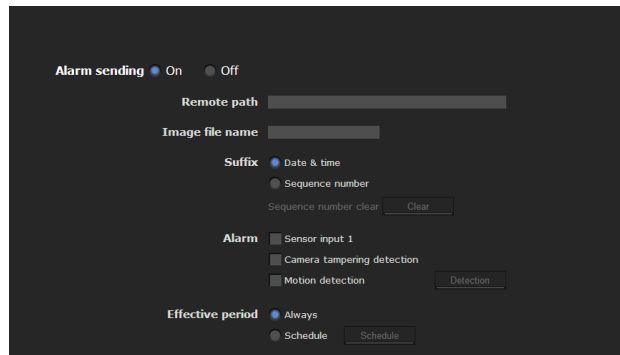 Alarm sending On Off
Remote path
Image file name
Suffix Date & time
Sequence number
Sequence number clear Clear
Alarm Sensor input 1
Camera tampering detection
Motion detection Detection
Effective period Always
Schedule Schedule